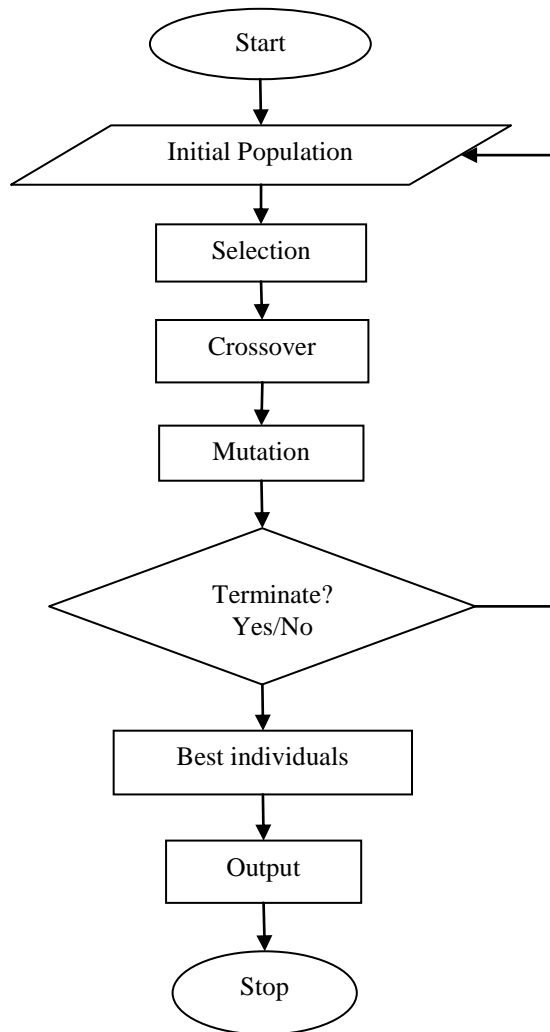 Start
Initial Population
Selection
Crossover
Mutation
Terminate?
Yes/No
Best individuals
Output
Stop